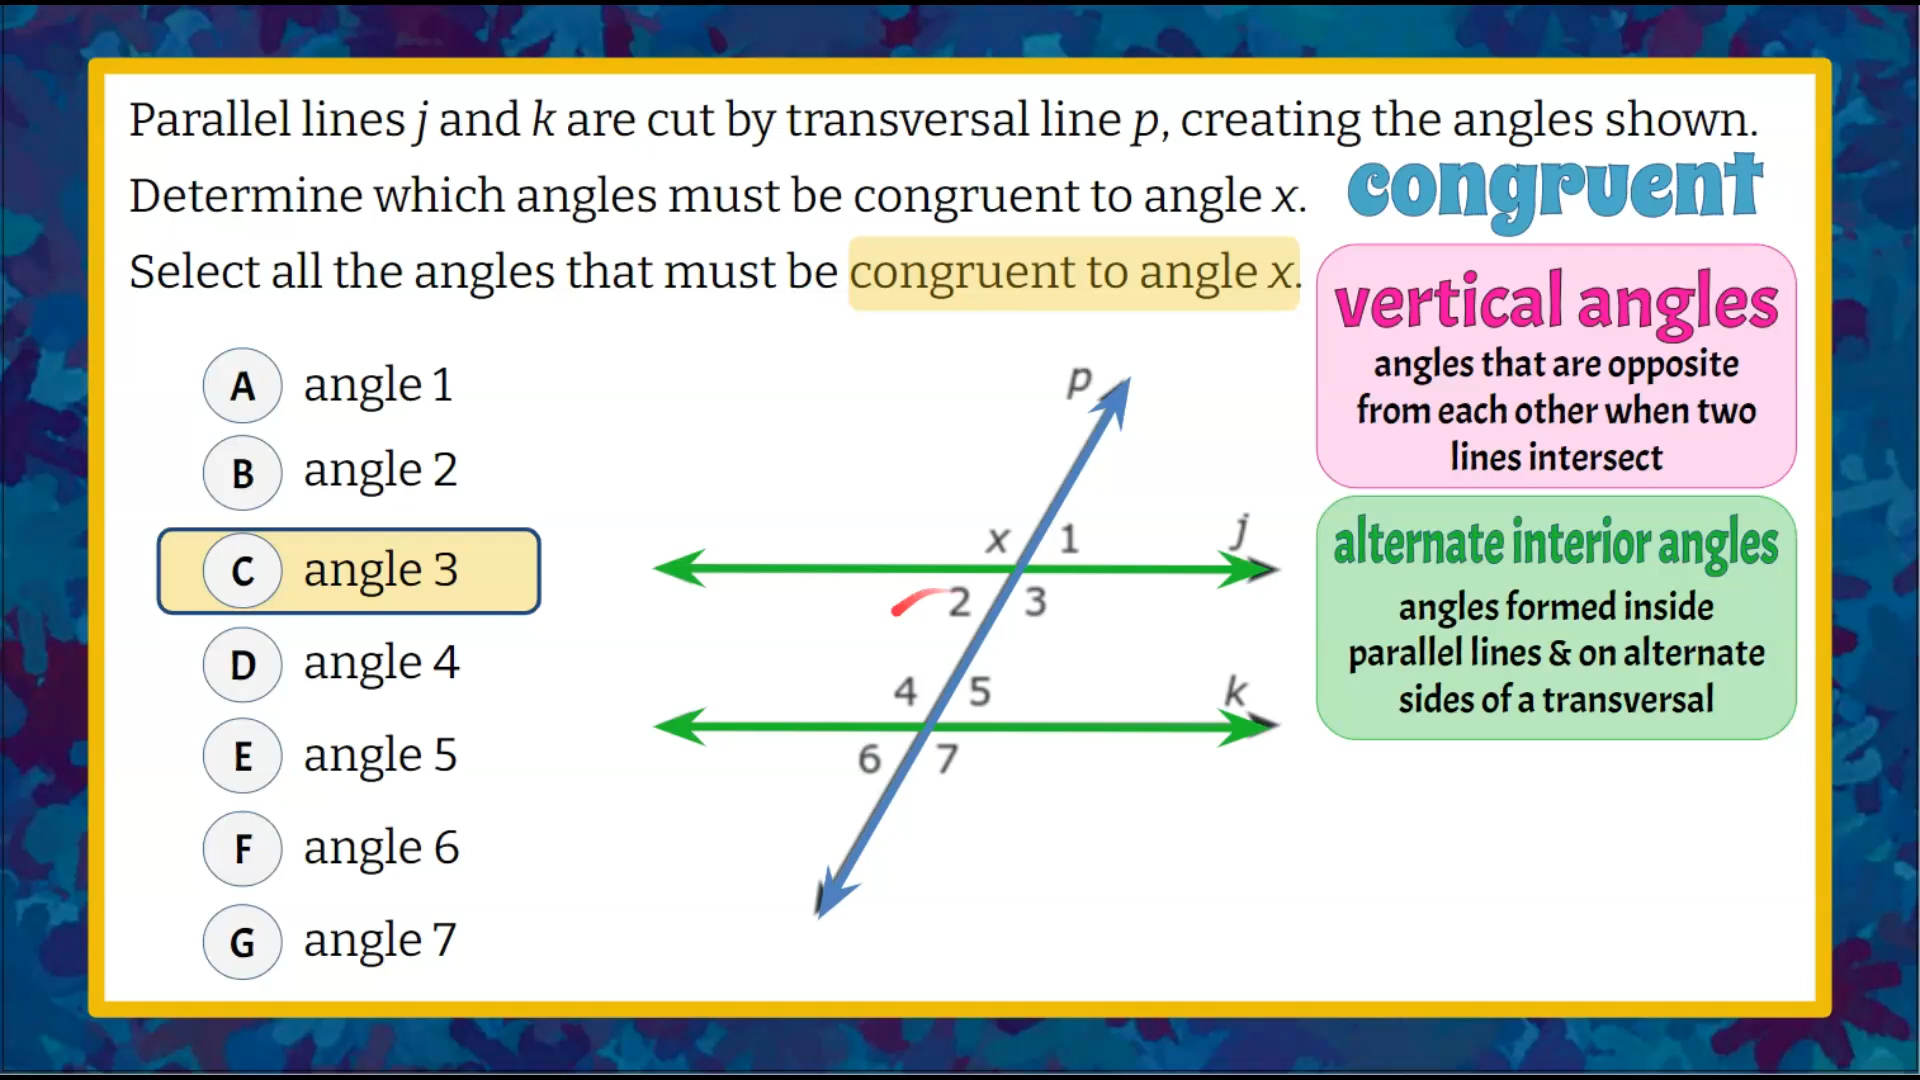 Parallel lines j and k are cut by transversal line p, creating the angles shown.
Determine which angles must be congruent to angle x.
Select all the angles that must be congruent to angle x.
congruent
vertical angles
angles that are opposite
from each other when two
lines intersect
alternate interior angles
angles formed inside
parallel lines & on alternate
sides of a transversal
A angle 1
B angle 2
C angle 3
D angle 4
E angle 5
F angle 6
G angle 7
p
x 1 j
2 3
4 5 k
6 7